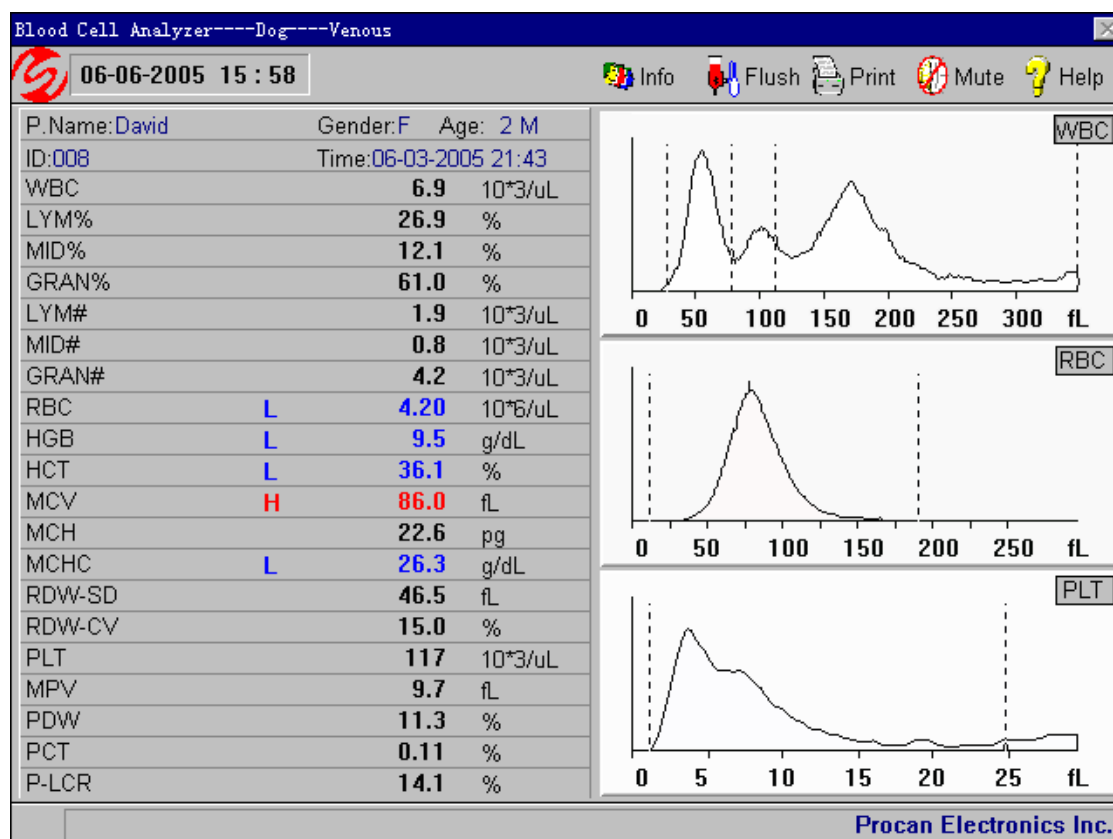 Blood Cell Analyzer----Dog----Venous
06-06-2005 15 : 58 Info Flush Print Mute Help
P.Name:David Gender:F Age: 2 M
ID:008 Time:06-03-2005 21:43
WBC 6.9 10*3/uL
LYM% 26.9 %
MID% 12.1 %
GRAN% 61.0 %
LYM# 1.9 10*3/uL
MID# 0.8 10*3/uL
GRAN# 4.2 10*3/uL
RBC L 4.20 10*6/uL
HGB L 9.5 g/dL
HCT L 36.1 %
MCV H 86.0 fL
MCH 22.6 pg
MCHC L 26.3 g/dL
RDW-SD 46.5 fL
RDW-CV 15.0 %
PLT 117 10*3/uL
MPV 9.7 fL
PDW 11.3 %
PCT 0.11 %
P-LCR 14.1 %
WBC
0 50 100 150 200 250 300 fL
RBC
0 50 100 150 200 250 fL
PLT
0 5 10 15 20 25 fL
Procan Electronics Inc.